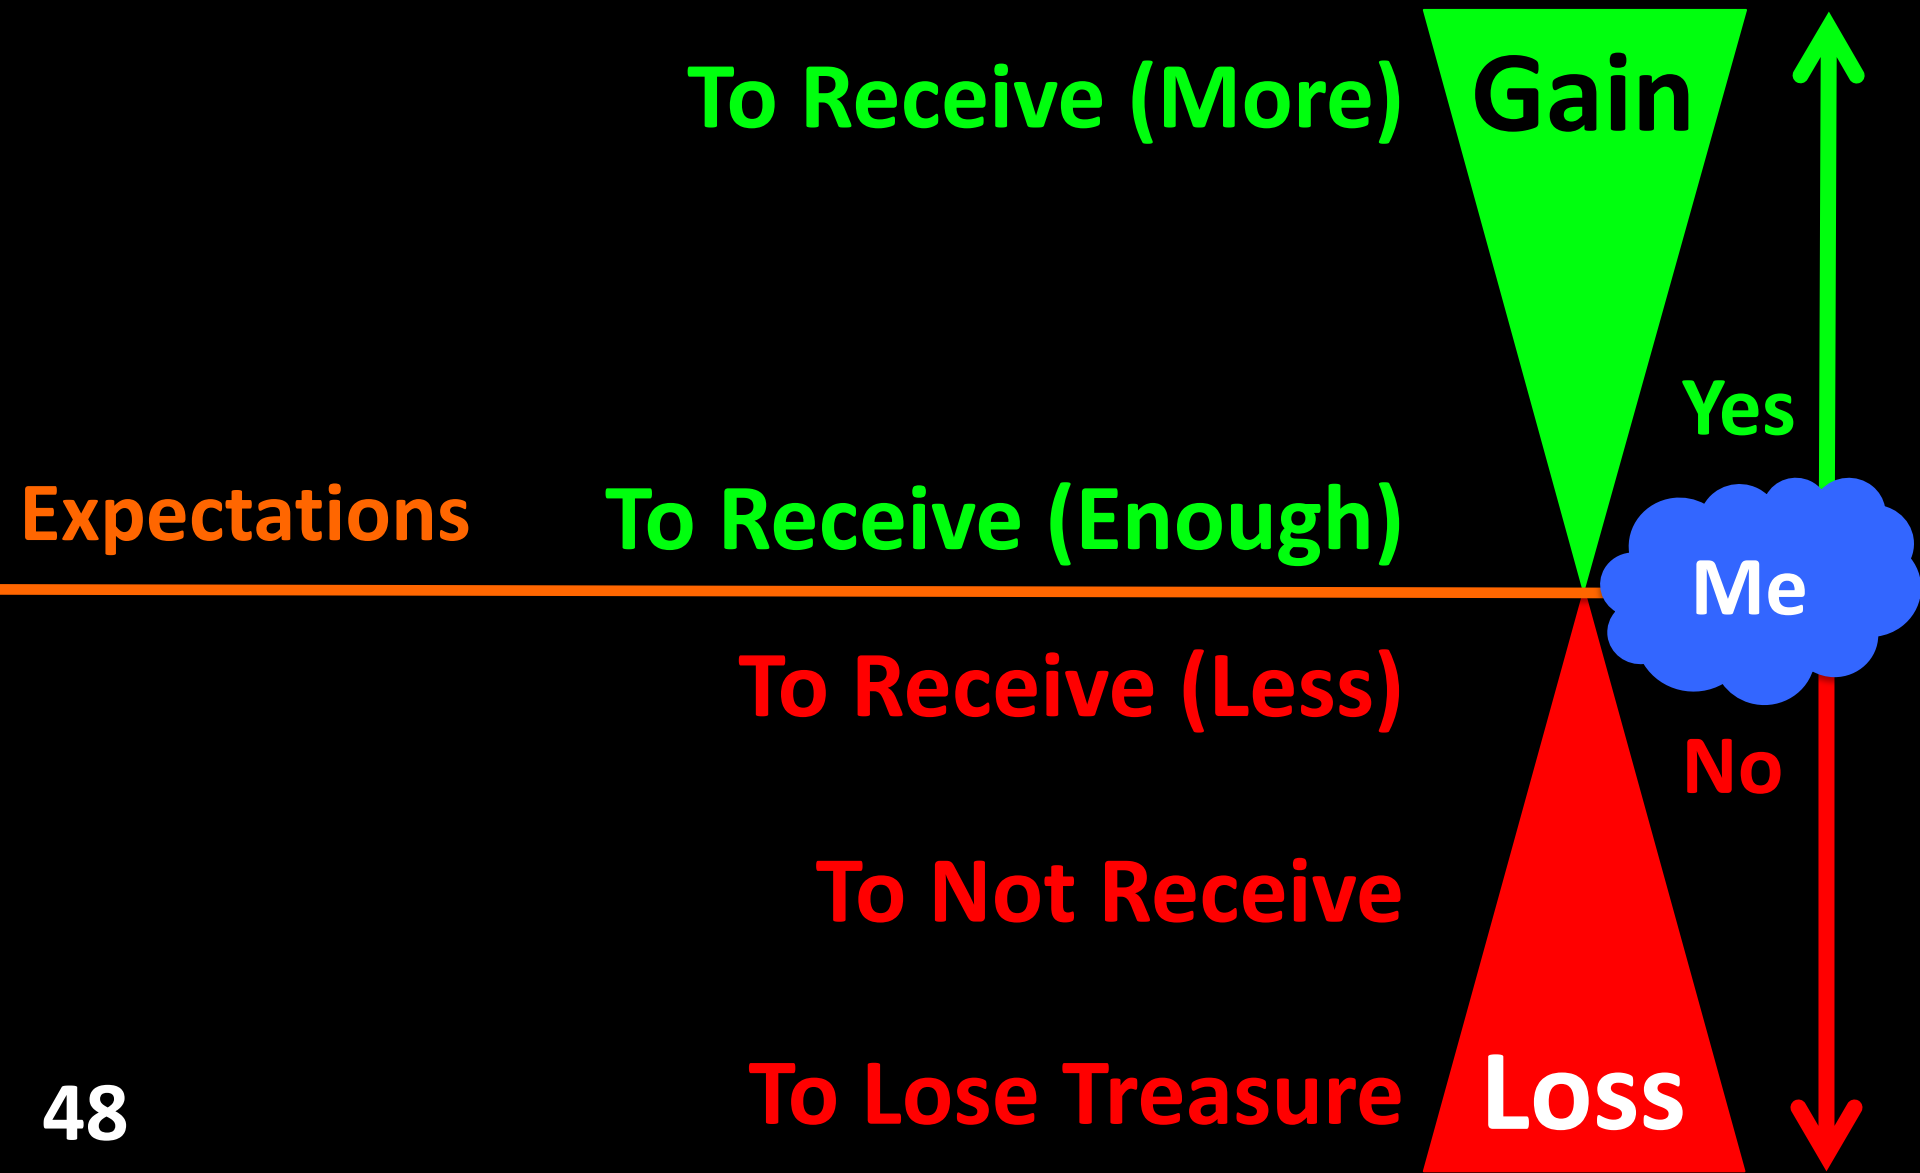 To Receive (More)
Gain
Yes
Expectations
To Receive (Enough)
Me
To Receive (Less)
No
To Not Receive
To Lose Treasure
Loss
48